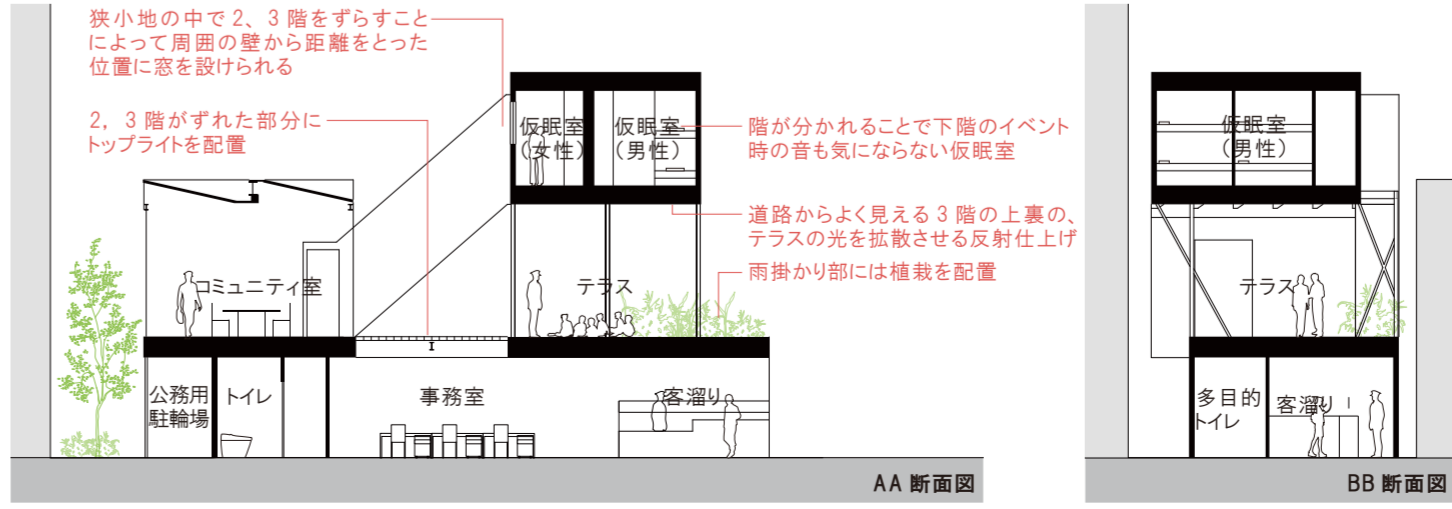 狭小地の中で2、3階をずらすこと
によって周囲の壁から距離をとった
位置に窓を設けられる
2，3階がずれた部分に
トップライトを配置
仮眠室
（女性）
仮眠室
（男性）
階が分かれることで下階のイベント
時の音も気にならない仮眠室
道路からよく見える3階の上裏の、
テラスの光を拡散させる反射仕上げ
雨掛かり部には植栽を配置
コミュニティ室
テラス
公務用
駐輪場
トイレ
事務室
客溜り
AA 断面図
仮眠室
（男性）
テラス
多目的
トイレ
客溜り
BB 断面図